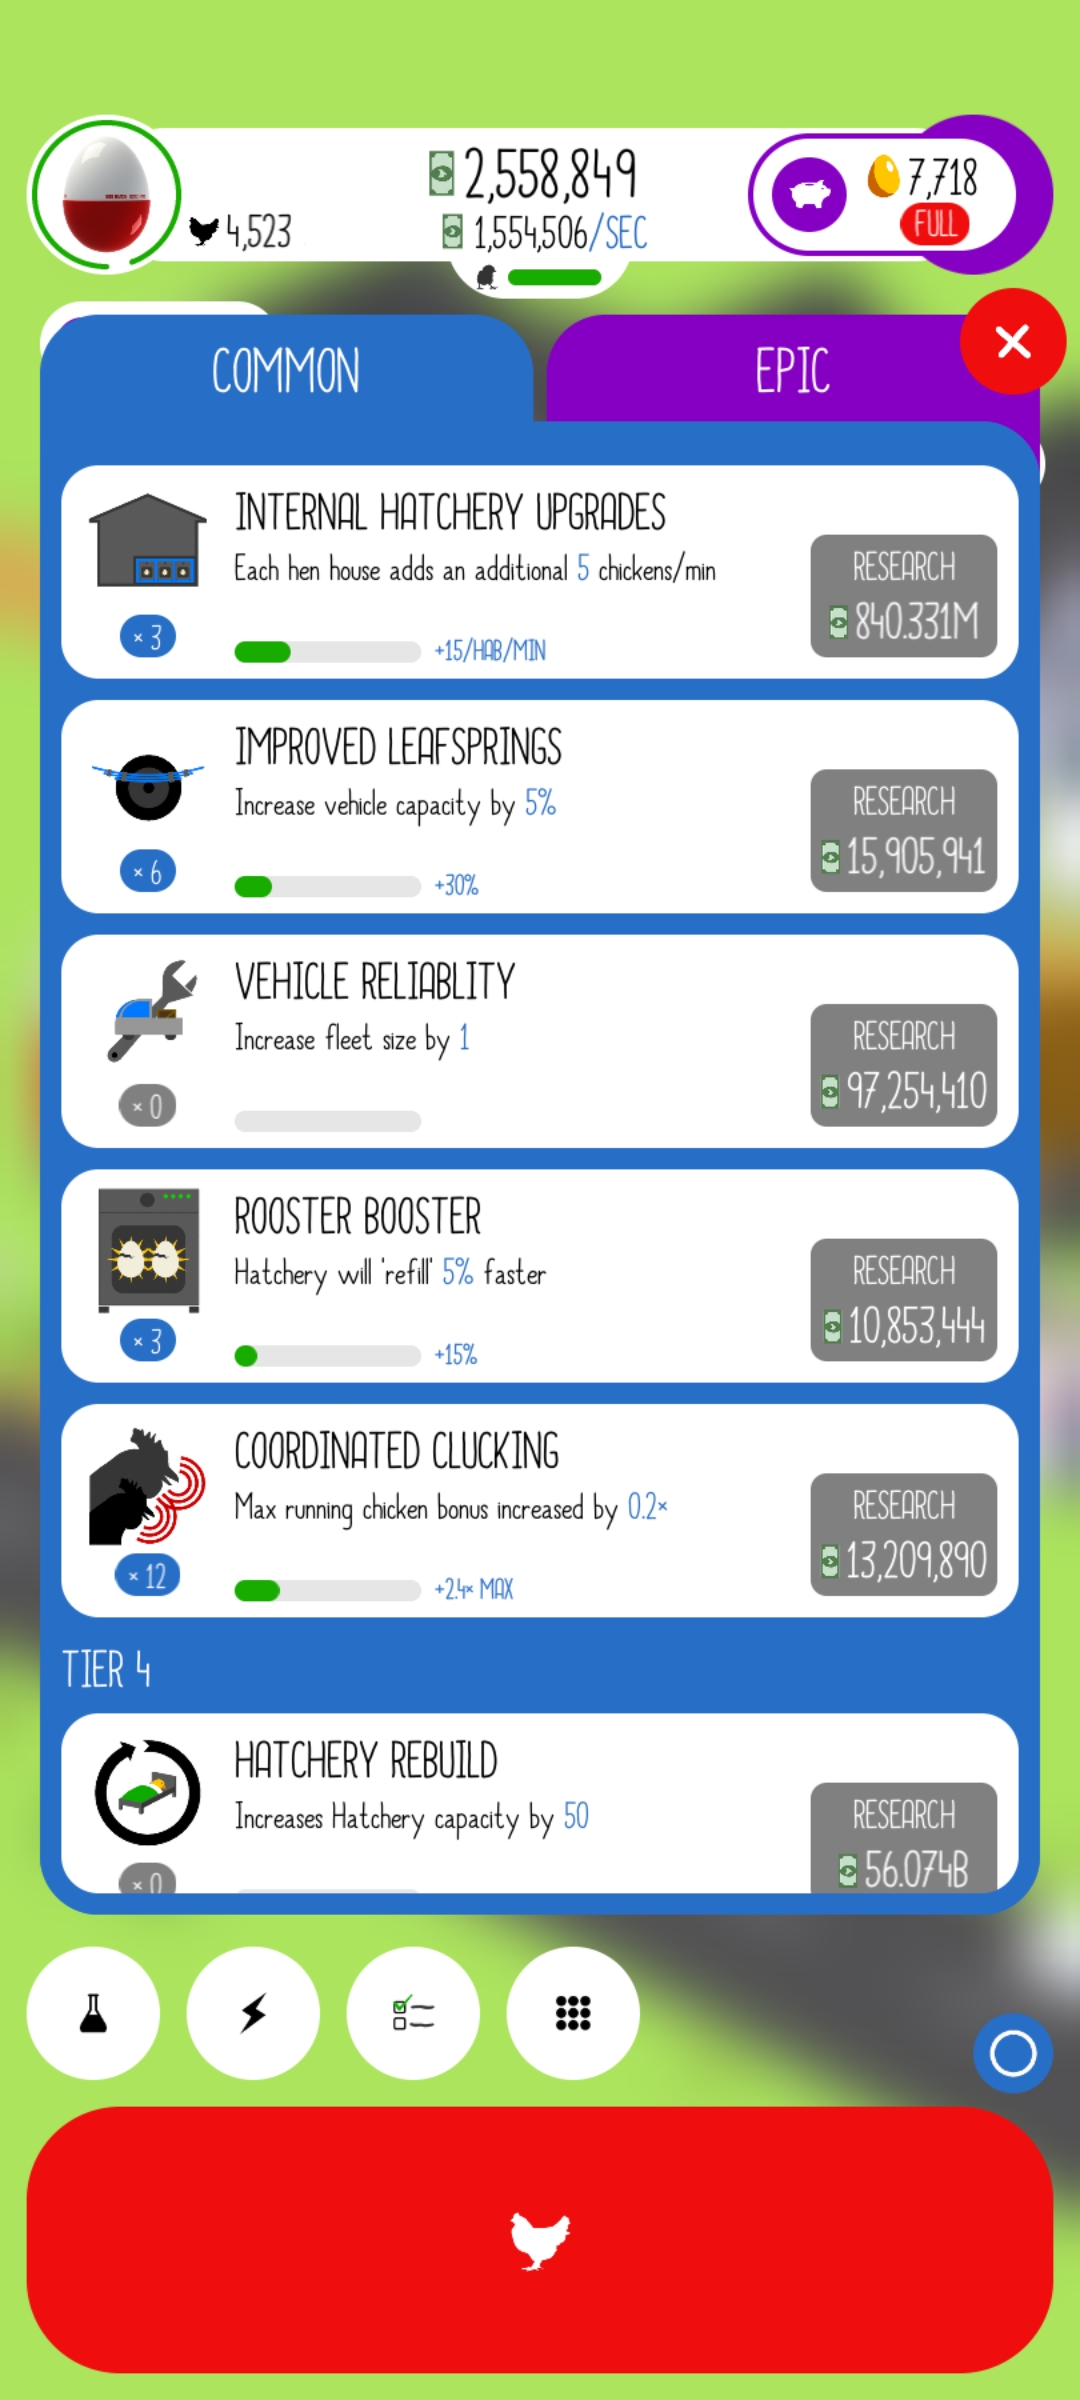 2,558,849
7,718
4,523
1,554,506/SEC
FULL
COMMON
EPIC
INTERNAL HATCHERY UPGRADES
Each hen house adds an additional 5 chickens/min
RESEARCH
840.331M
× 3
+15/HAB/MIN
IMPROVED LEAFSPRINGS
Increase vehicle capacity by 5%
RESEARCH
15,905,941
× 6
+30%
VEHICLE RELIABLITY
Increase fleet size by 1
RESEARCH
97,254,410
× 0
ROOSTER BOOSTER
Hatchery will 'refill' 5% faster
RESEARCH
10,853,444
× 3
+15%
COORDINATED CLUCKING
Max running chicken bonus increased by 0.2×
RESEARCH
13,209,890
× 12
+2.4× MAX
TIER 4
HATCHERY REBUILD
Increases Hatchery capacity by 50
RESEARCH
56.074B
× 0